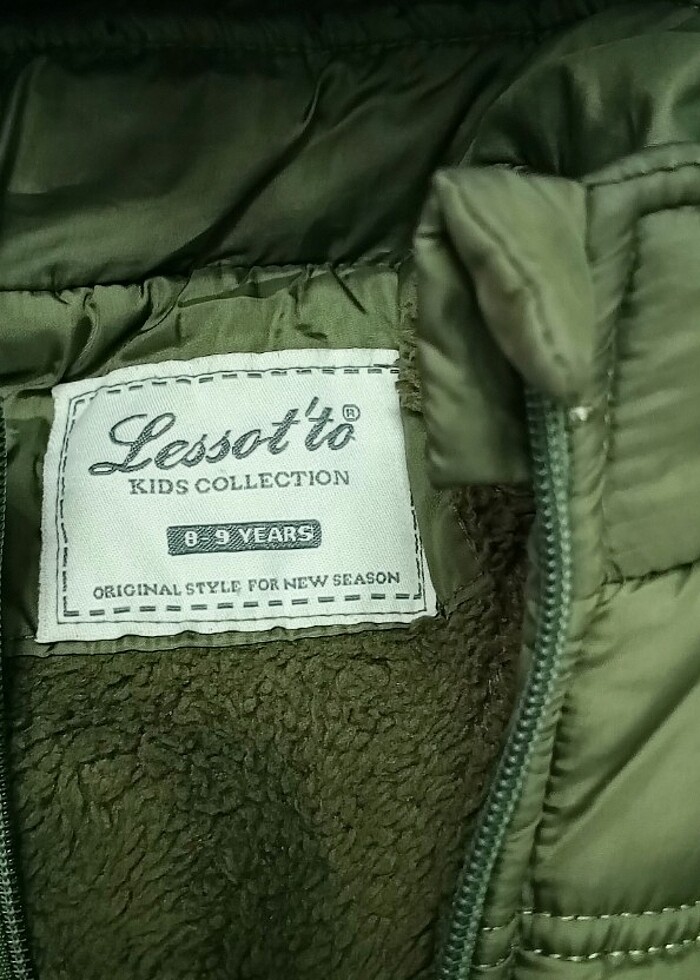 Lessot'to®
KIDS COLLECTION
8-9 YEARS
ORIGINAL STYLE FOR NEW SEASON